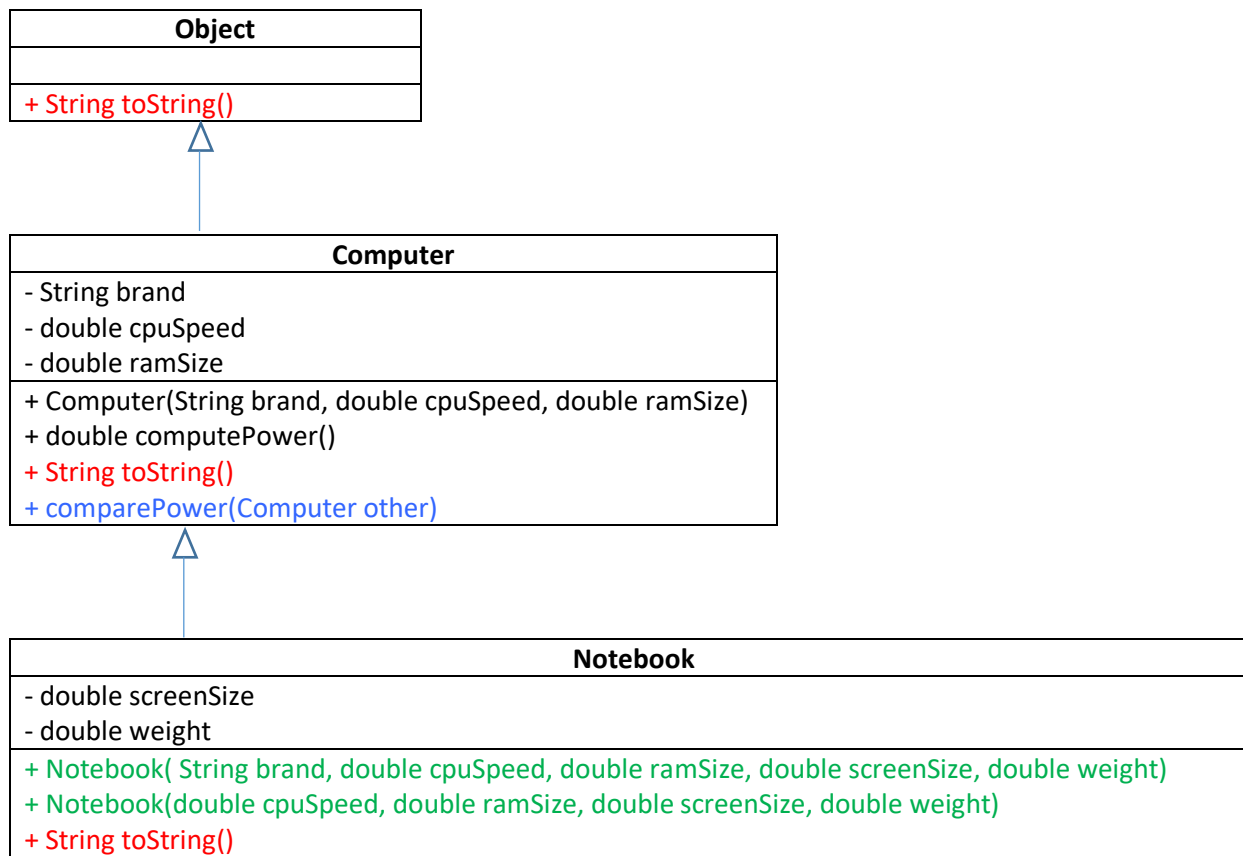 Object
+ String toString()
Computer
- String brand
- double cpuSpeed
- double ramSize
+ Computer(String brand, double cpuSpeed, double ramSize)
+ double computePower()
+ String toString()
+ comparePower(Computer other)
Notebook
- double screenSize
- double weight
+ Notebook( String brand, double cpuSpeed, double ramSize, double screenSize, double weight)
+ Notebook(double cpuSpeed, double ramSize, double screenSize, double weight)
+ String toString()